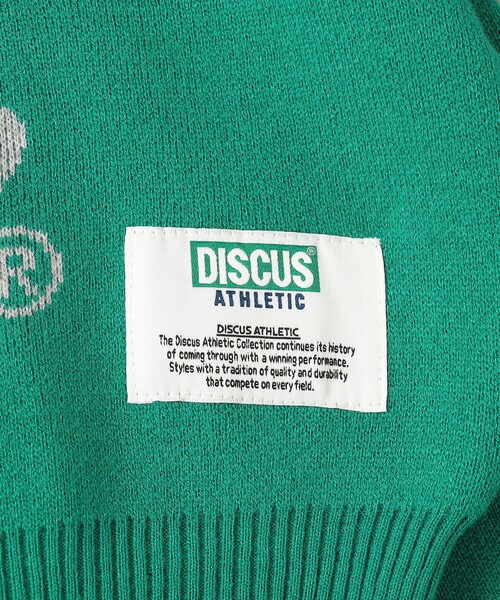 ®
DISCUS®
ATHLETIC
DISCUS ATHLETIC
The Discus Athletic Collection continues its history
of coming through with a winning performance.
Styles with a tradition of quality and durability
that compete on every field.